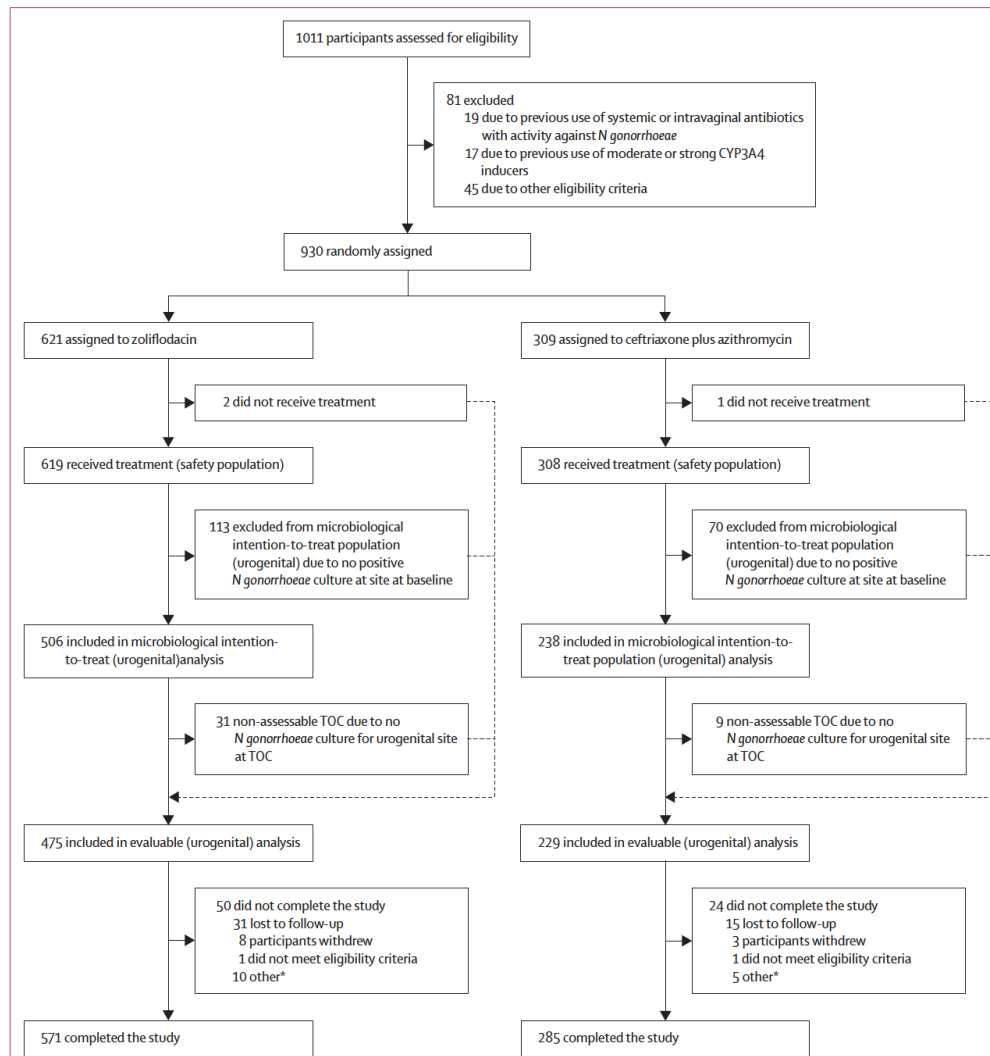 1011 participants assessed for eligibility
81 excluded
19 due to previous use of systemic or intravaginal antibiotics
with activity against N gonorrhoeae
17 due to previous use of moderate or strong CYP3A4
inducers
45 due to other eligibility criteria
930 randomly assigned
621 assigned to zoliflodacin
309 assigned to ceftriaxone plus azithromycin
2 did not receive treatment
1 did not receive treatment
619 received treatment (safety population)
308 received treatment (safety population)
113 excluded from microbiological
intention-to-treat population
(urogenital) due to no positive
N gonorrhoeae culture at site at baseline
70 excluded from microbiological
intention-to-treat population
(urogenital) due to no positive
N gonorrhoeae culture at site at baseline
506 included in microbiological intention-
to-treat (urogenital)analysis
238 included in microbiological intention-to-
treat population (urogenital) analysis
31 non-assessable TOC due to no
N gonorrhoeae culture for urogenital site
at TOC
9 non-assessable TOC due to no
N gonorrhoeae culture for urogenital site
at TOC
475 included in evaluable (urogenital) analysis
229 included in evaluable (urogenital) analysis
50 did not complete the study
31 lost to follow-up
8 participants withdrew
1 did not meet eligibility criteria
10 other*
24 did not complete the study
15 lost to follow-up
3 participants withdrew
1 did not meet eligibility criteria
5 other*
571 completed the study
285 completed the study